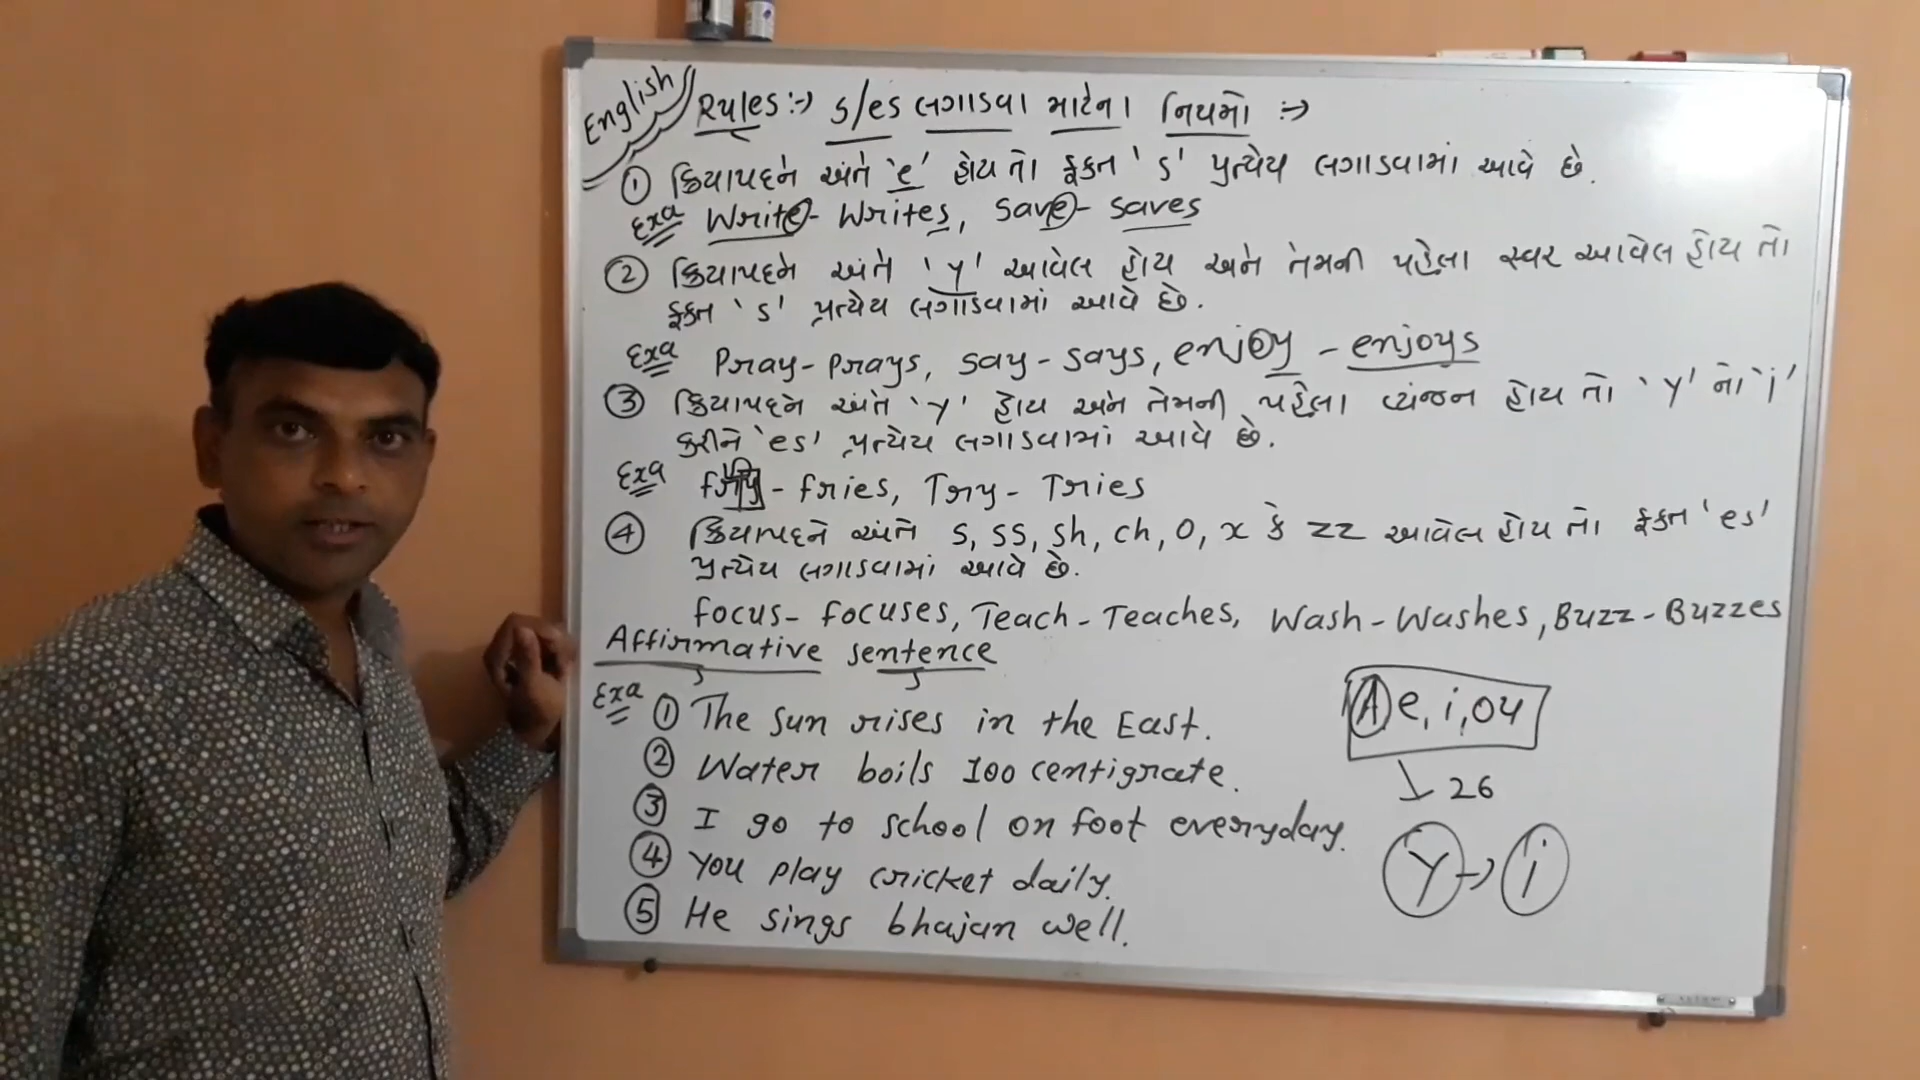 English
Rules :→ s/es લગાડવા માટેના નિયમો :→
① ક્રિયાપદને અંતે 'e' હોય તો ફકત 's' પ્રત્યેય લગાડવામાં આવે છે.
Exa Write - Writes, Save - Saves
② ક્રિયાપદને અંતે 'y' આવેલ હોય અને તેમની પહેલા સ્વર આવેલ હોય તો
ફકત 's' પ્રત્યેય લગાડવામાં આવે છે.
Exa Pray - Prays, Say - Says, enjoy - enjoys
③ ક્રિયાપદને અંતે 'y' હોય અને તેમની પહેલા વ્યંજન હોય તો 'y' નો 'i'
કરીને 'es' પ્રત્યેય લગાડવામાં આવે છે.
Exa fry - fries, Try - Tries
④ ક્રિયાપદને અંતે s, ss, sh, ch, o, x કે zz આવેલ હોય તો ફકત 'es'
પ્રત્યેય લગાડવામાં આવે છે.
focus - focuses, Teach - Teaches, Wash - Washes, Buzz - Buzzes
Affirmative sentence
Exa ① The Sun rises in the East.
② Water boils 100 centigrate.
③ I go to school on foot everyday.
④ You play cricket daily.
⑤ He sings bhajan well.
A e, i, o u
26
y → i